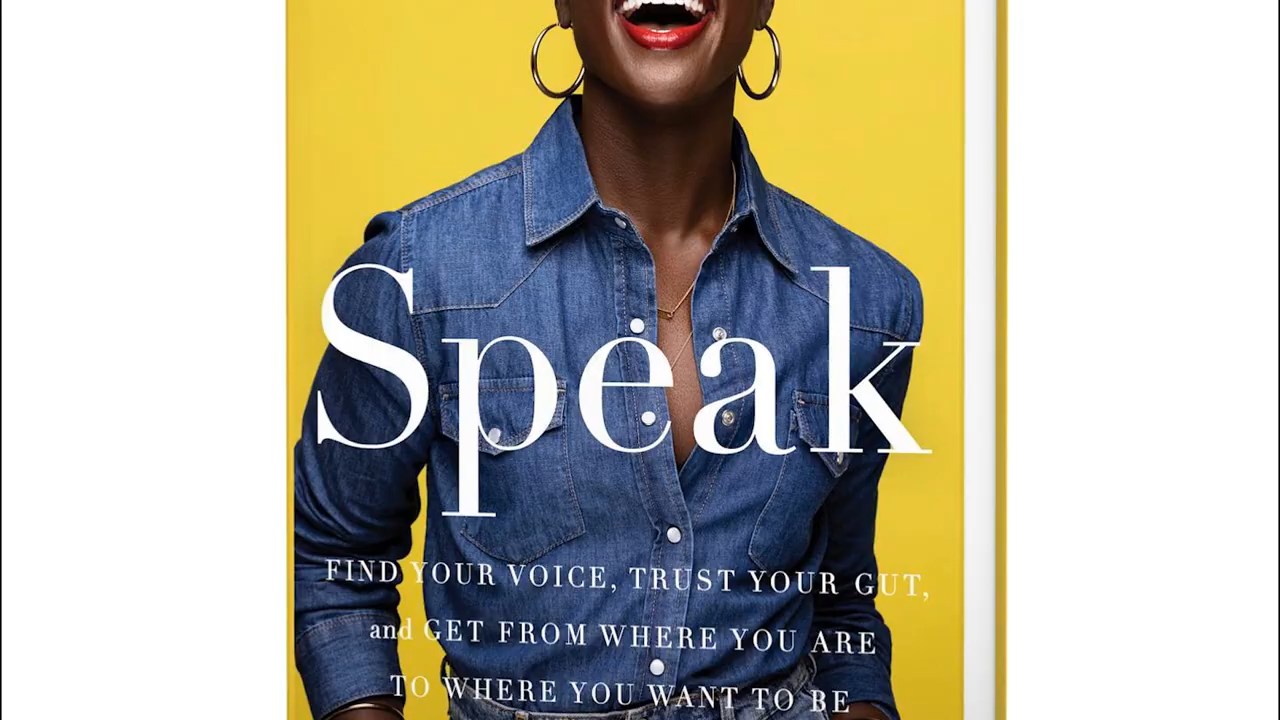 Speak
FIND YOUR VOICE, TRUST YOUR GUT,
and GET FROM WHERE YOU ARE
TO WHERE YOU WANT TO BE